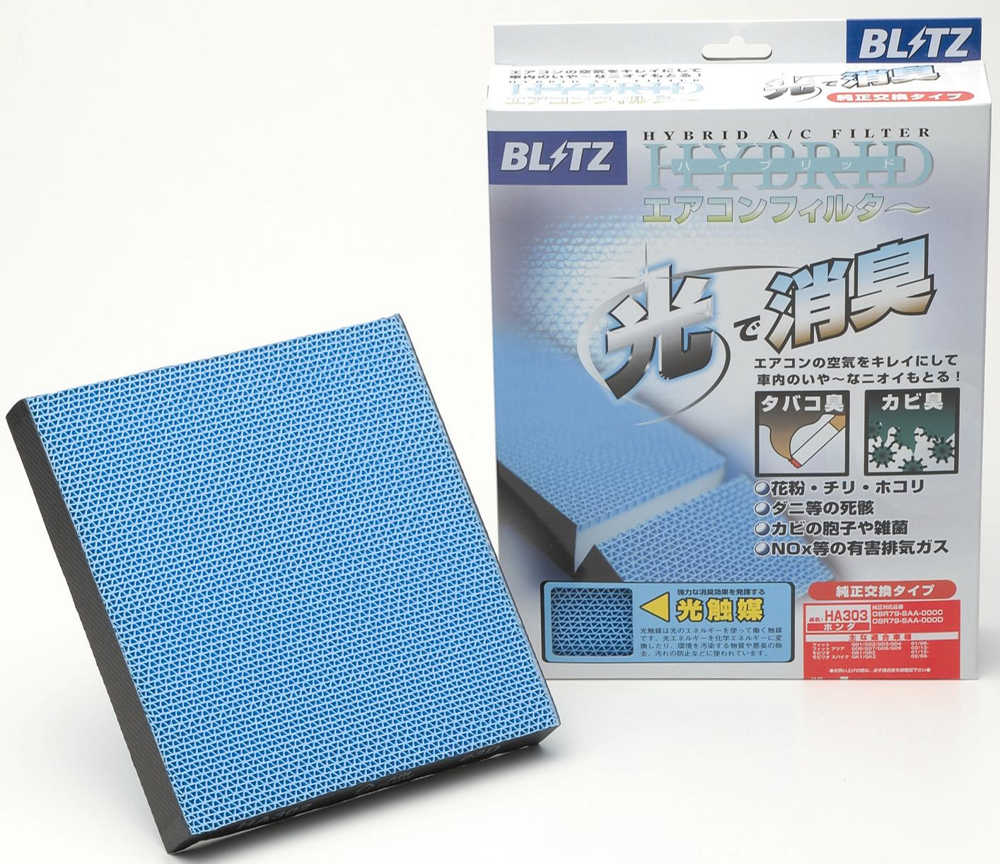 BLITZ
エアコンの空気をキレイにして
車内のいや～なニオイもとる！
HYBRID A/C FILTER
HYBRID
エアコンフィルター
光で消臭
純正交換タイプ
BLITZ
HYBRID A/C FILTER
HYBRID
ハイブリッド
エアコンフィルター
光で消臭
エアコンの空気をキレイにして
車内のいや～なニオイもとる！
タバコ臭
カビ臭
花粉・チリ・ホコリ
ダニ等の死骸
カビの胞子や雑菌
NOx等の有害排気ガス
強力な消臭効果を発揮する
光触媒
光触媒は光のエネルギーを使って働く触媒
です。光エネルギーを化学エネルギーに変
換したり、環境を汚染する物質や悪臭の除
去、汚れの防止などに使われています。
純正交換タイプ
品名:HA303
ホンダ
純正対応品番
08R79-SAA-000C
08R79-SAA-000D
主な適合車種
フィット GD1/GD2/GD3/GD4 01/06-
フィット アリア GD6/GD7/GD8/GD9 02/12-
モビリオ GB1/GB2 01/12-
モビリオ スパイク GK1/GK2 02/09-
●お買い上げの際は、必ず適合表を御確認下さい●